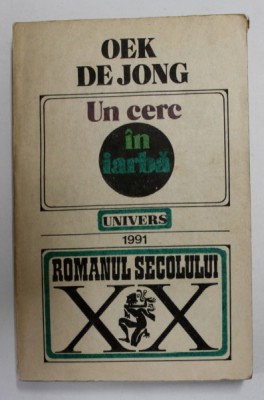 OEK
DE JONG
Un cerc
în
iarbă
UNIVERS
1991
ROMANUL SECOLULUI
XX